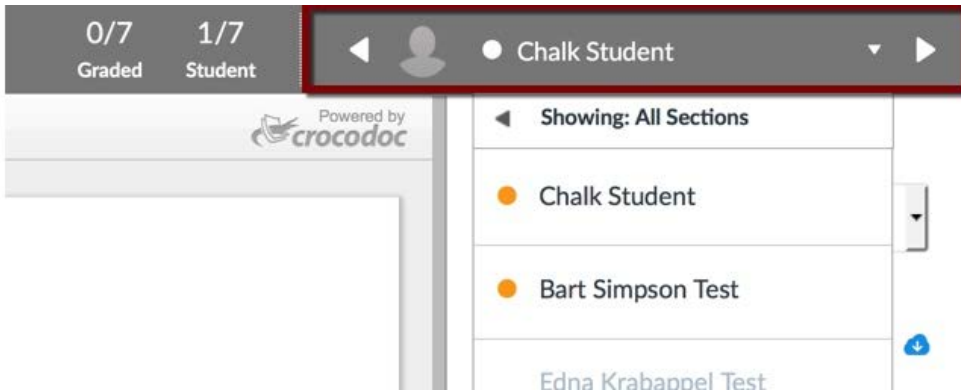 0/7
Graded
1/7
Student
Chalk Student
Powered by
crocodoc
Showing: All Sections
Chalk Student
Bart Simpson Test
Edna Krabappel Test